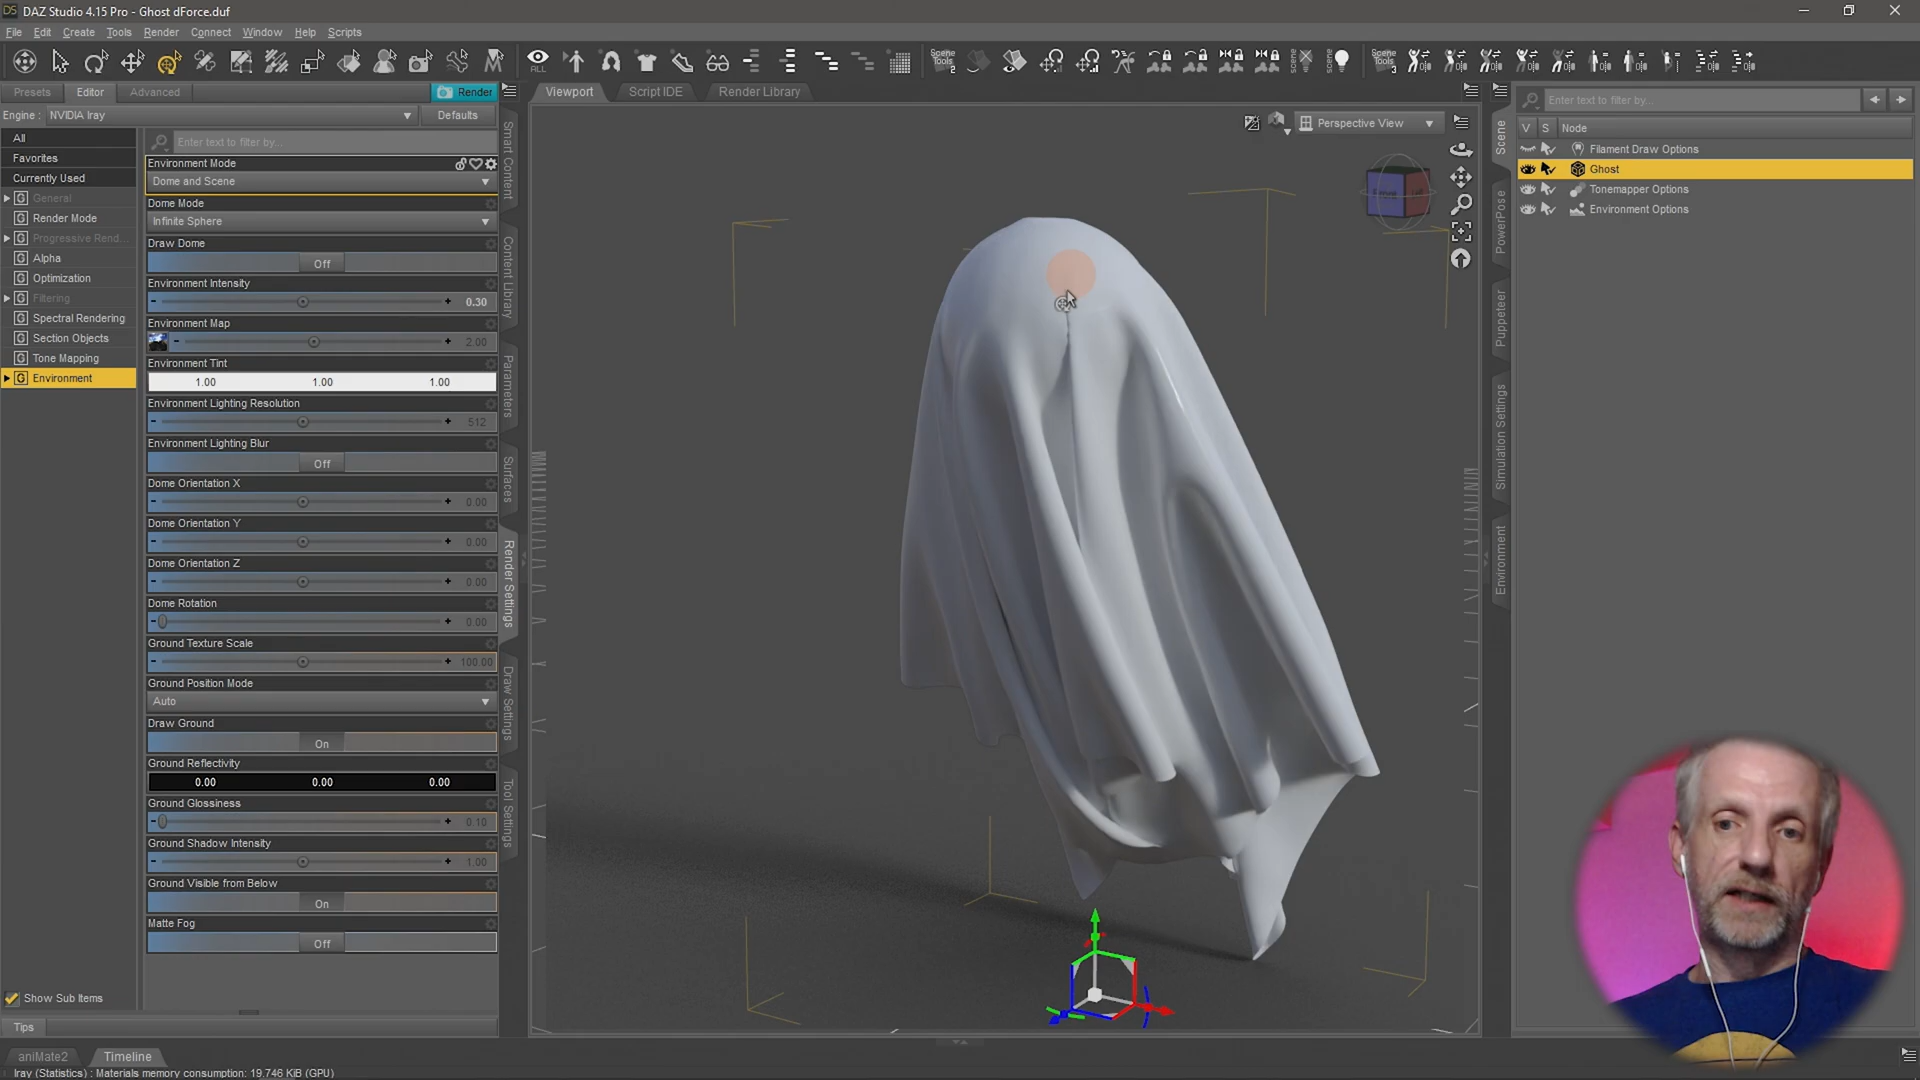 DAZ Studio 4.15 Pro - Ghost dForce.duf
File Edit Create Tools Render Connect Window Help Scripts
ALL
Scene Tools 2
Scene Tools 3
Presets Editor Advanced Render
Viewport Script IDE Render Library
Engine : NVIDIA Iray Defaults
All
Favorites
Currently Used
General
Render Mode
Progressive Rend...
Alpha
Optimization
Filtering
Spectral Rendering
Section Objects
Tone Mapping
Environment
Show Sub Items
Tips
Enter text to filter by...
Environment Mode
Dome and Scene
Dome Mode
Infinite Sphere
Draw Dome
Off
Environment Intensity
0.30
Environment Map
2.00
Environment Tint
1.00 1.00 1.00
Environment Lighting Resolution
512
Environment Lighting Blur
Off
Dome Orientation X
0.00
Dome Orientation Y
0.00
Dome Orientation Z
0.00
Dome Rotation
0.00
Ground Texture Scale
100.00
Ground Position Mode
Auto
Draw Ground
On
Ground Reflectivity
0.00 0.00 0.00
Ground Glossiness
0.10
Ground Shadow Intensity
1.00
Ground Visible from Below
On
Matte Fog
Off
Smart Content
Content Library
Parameters
Surfaces
Render Settings
Draw Settings
Tool Settings
Perspective View
Scene
PowerPose
Puppeteer
Simulation Settings
Environment
Enter text to filter by...
V S Node
Filament Draw Options
Ghost
Tonemapper Options
Environment Options
aniMate2 Timeline
Iray (Statistics) : Materials memory consumption: 19.746 KiB (GPU)